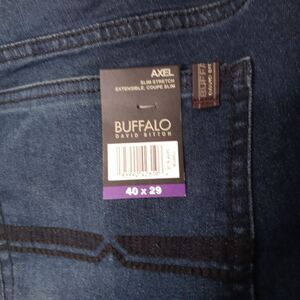 AXEL
SLIM STRETCH
EXTENSIBLE, COUPE SLIM
BUFFALO
DAVID BITTON
40 x 29
BUFFALO